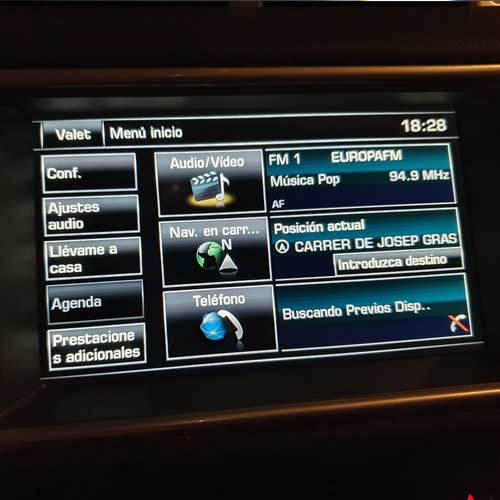 Valet
Menú inicio
18:28
Conf.
Ajustes
audio
Llévame a
casa
Agenda
Prestacione
s adicionales
Audio/Vídeo
FM 1 EUROPAFM
Música Pop 94.9 MHz
AF
Nav. en carr...
N
Posición actual
CARRER DE JOSEP GRAS
Introduzca destino
Teléfono
Buscando Previos Disp..